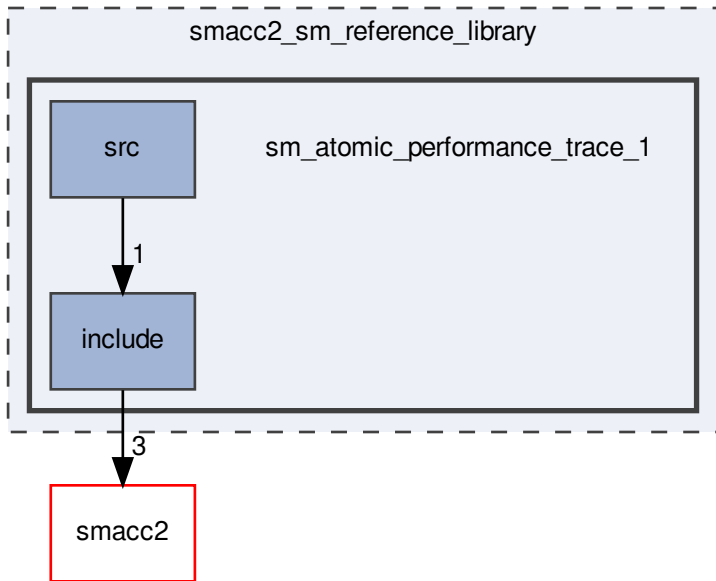 smacc2_sm_reference_library
src
sm_atomic_performance_trace_1
1
include
3
smacc2